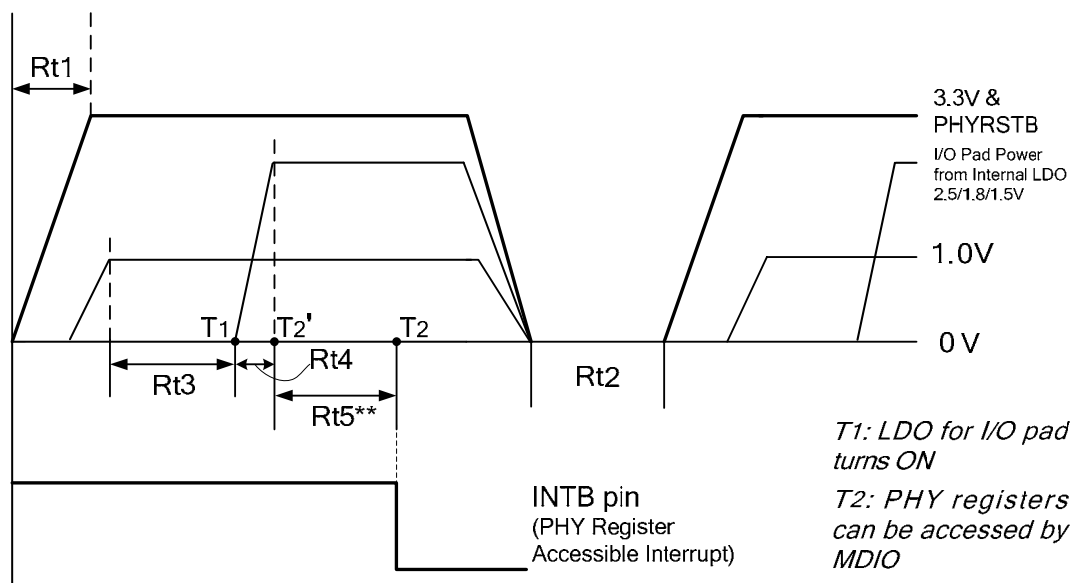 Rt1
3.3V &
PHYRSTB
I/O Pad Power
from Internal LDO
2.5/1.8/1.5V
1.0V
T1
T2'
T2
0V
Rt3
Rt4
Rt2
Rt5**
T1: LDO for I/O pad
turns ON
INTB pin
(PHY Register
Accessible Interrupt)
T2: PHY registers
can be accessed by
MDIO